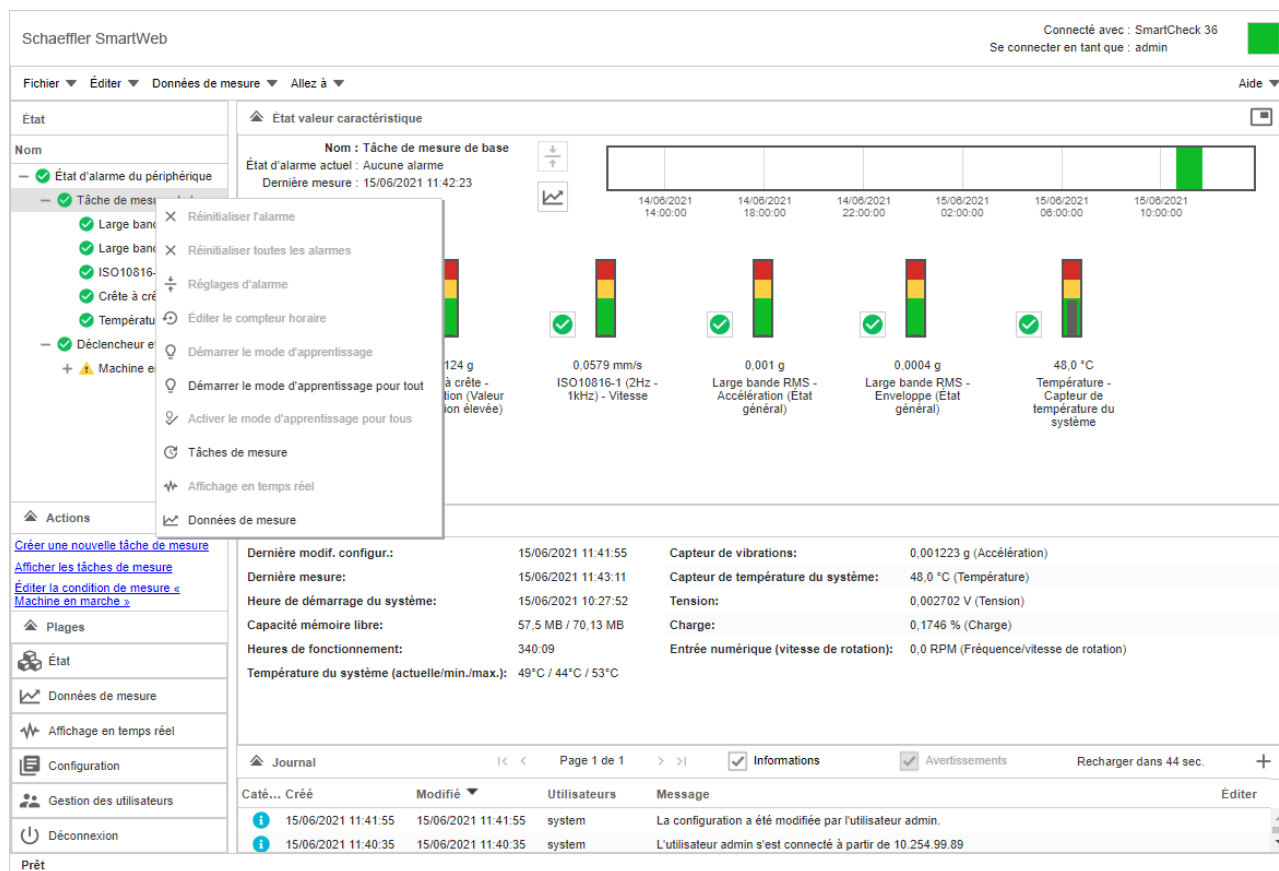 Schaeffler SmartWeb
Connecté avec : SmartCheck 36
Se connecter en tant que : admin
Fichier Éditer Données de mesure Allez à Aide
État
Nom
État d'alarme du périphérique
Tâche de mesu
Large band
Large band
ISO10816-
Crête à crê
Températu
Déclencheur et
Machine en
Réinitialiser l'alarme
Réinitialiser toutes les alarmes
Réglages d'alarme
Éditer le compteur horaire
Démarrer le mode d'apprentissage
Démarrer le mode d'apprentissage pour tout
Activer le mode d'apprentissage pour tous
Tâches de mesure
Affichage en temps réel
Données de mesure
État valeur caractéristique
Nom : Tâche de mesure de base
État d'alarme actuel : Aucune alarme
Dernière mesure : 15/06/2021 11:42:23
14/06/2021 14:00:00
14/06/2021 18:00:00
14/06/2021 22:00:00
15/06/2021 02:00:00
15/06/2021 06:00:00
15/06/2021 10:00:00
124 g
à crête -
tion (Valeur
ion élevée)
0,0579 mm/s
ISO10816-1 (2Hz -
1kHz) - Vitesse
0,001 g
Large bande RMS -
Accélération (État
général)
0,0004 g
Large bande RMS -
Enveloppe (État
général)
48,0 °C
Température -
Capteur de
température du
système
Actions
Créer une nouvelle tâche de mesure
Afficher les tâches de mesure
Éditer la condition de mesure «
Machine en marche »
Plages
État
Données de mesure
Affichage en temps réel
Configuration
Gestion des utilisateurs
Déconnexion
Dernière modif. configur.: 15/06/2021 11:41:55
Dernière mesure: 15/06/2021 11:43:11
Heure de démarrage du système: 15/06/2021 10:27:52
Capacité mémoire libre: 57,5 MB / 70,13 MB
Heures de fonctionnement: 340:09
Température du système (actuelle/min./max.): 49°C / 44°C / 53°C
Capteur de vibrations: 0,001223 g (Accélération)
Capteur de température du système: 48,0 °C (Température)
Tension: 0,002702 V (Tension)
Charge: 0,1746 % (Charge)
Entrée numérique (vitesse de rotation): 0,0 RPM (Fréquence/vitesse de rotation)
Journal Page 1 de 1 Informations Avertissements Recharger dans 44 sec.
Caté... Créé Modifié Utilisateurs Message Éditer
15/06/2021 11:41:55 15/06/2021 11:41:55 system La configuration a été modifiée par l'utilisateur admin.
15/06/2021 11:40:35 15/06/2021 11:40:35 system L'utilisateur admin s'est connecté à partir de 10.254.99.89
Prêt